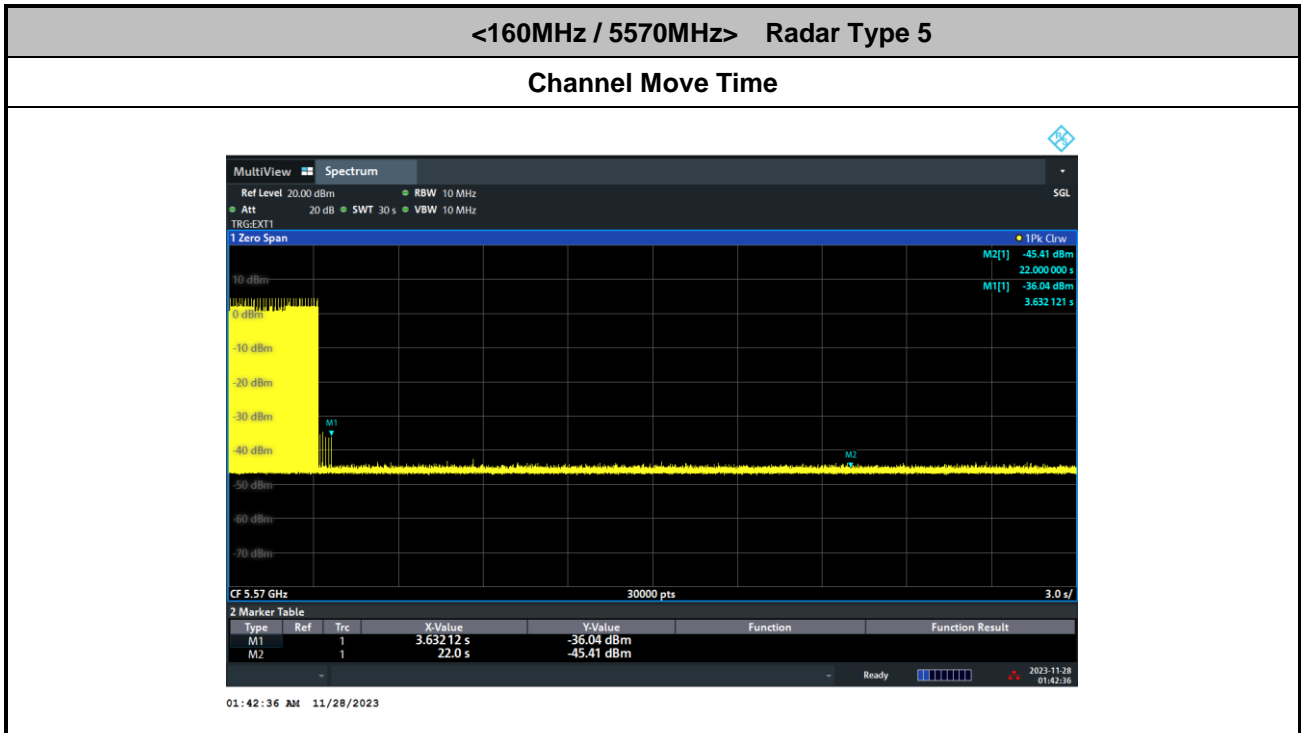 <160MHz / 5570MHz> Radar Type 5
Channel Move Time
R&S
MultiView Spectrum
Ref Level 20.00 dBm RBW 10 MHz SGL
Att 20 dB SWT 30 s VBW 10 MHz
TRG:EXT1
1 Zero Span 1Pk Clrw
M2[1] -45.41 dBm
22.000 000 s
10 dBm
M1[1] -36.04 dBm
3.632 121 s
0 dBm
-10 dBm
-20 dBm
-30 dBm
M1
-40 dBm
M2
-50 dBm
-60 dBm
-70 dBm
CF 5.57 GHz 30000 pts 3.0 s/
2 Marker Table
Type Ref Trc X-Value Y-Value Function Function Result
M1 1 3.63212 s -36.04 dBm
M2 1 22.0 s -45.41 dBm
Ready 2023-11-28
01:42:36
01:42:36 AM 11/28/2023